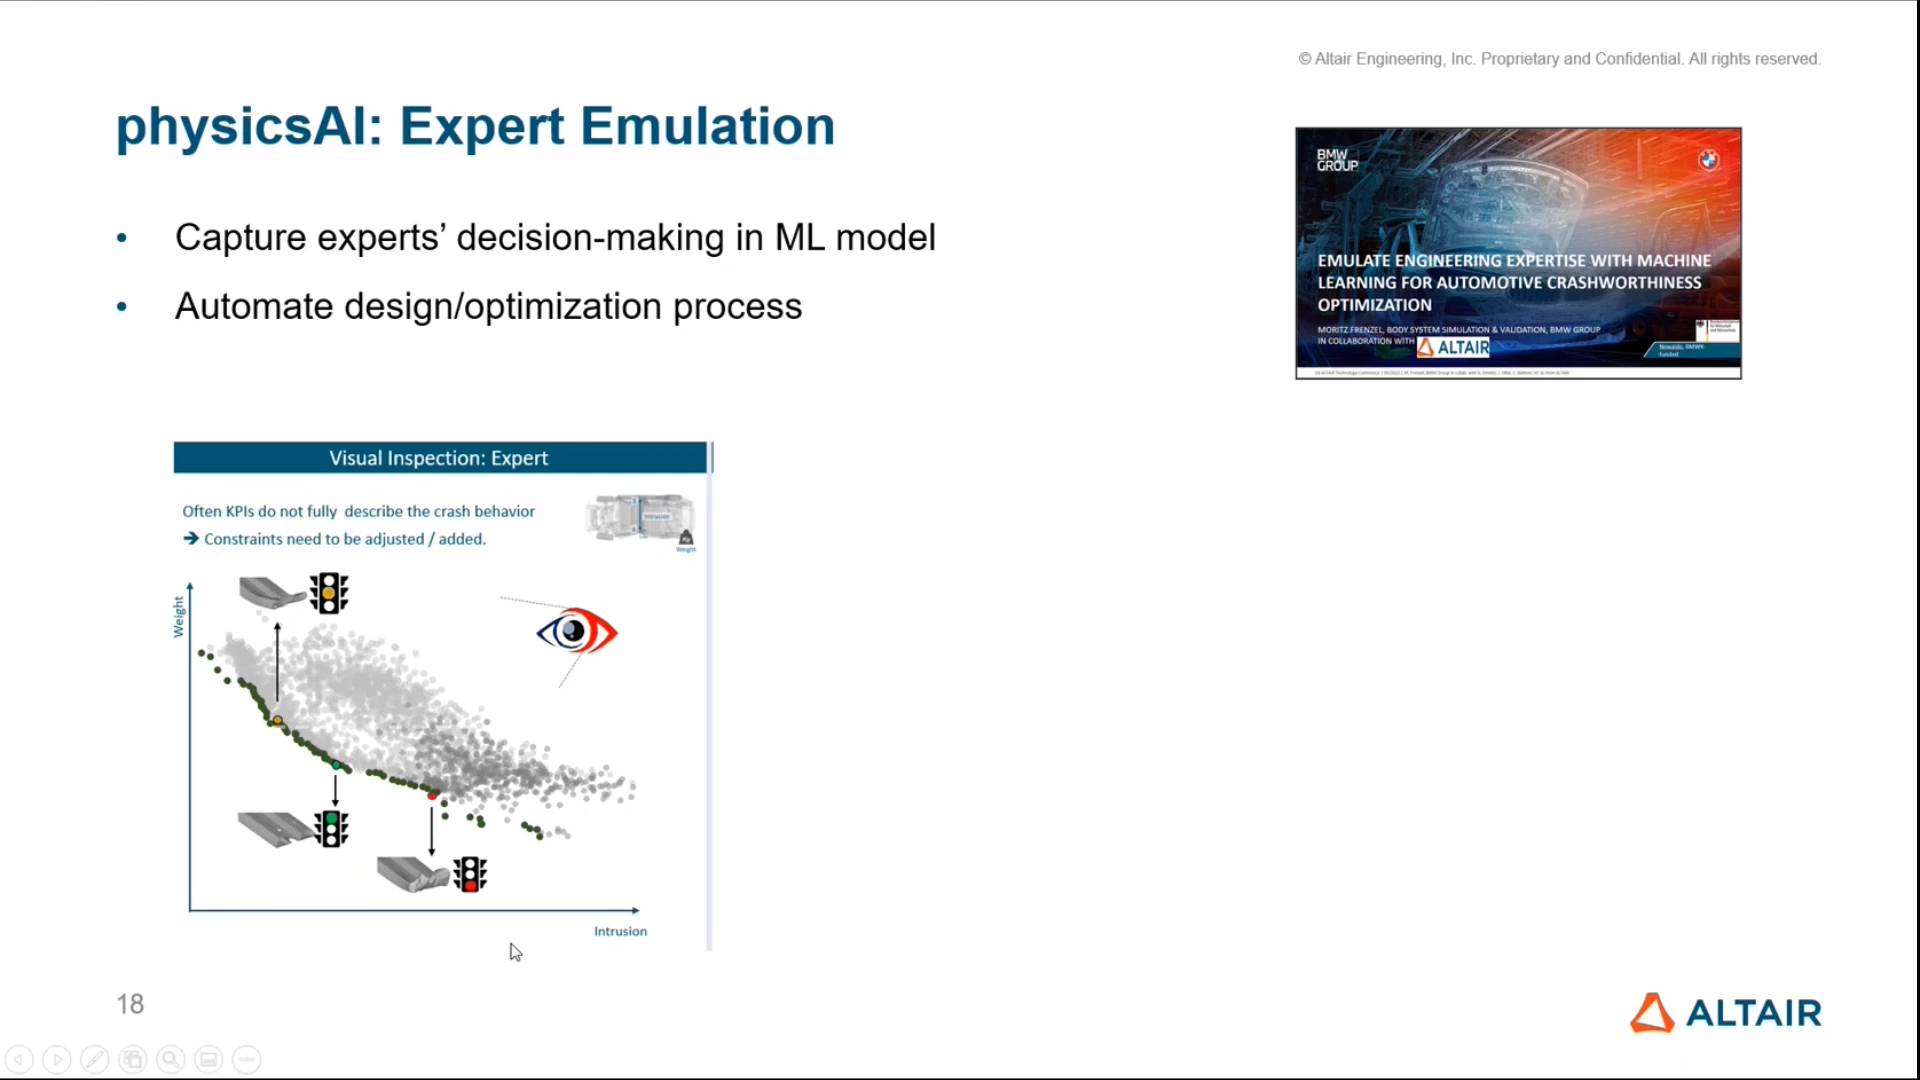 © Altair Engineering, Inc. Proprietary and Confidential. All rights reserved.
physicsAI: Expert Emulation
• Capture experts’ decision-making in ML model
• Automate design/optimization process
BMW
GROUP
EMULATE ENGINEERING EXPERTISE WITH MACHINE
LEARNING FOR AUTOMOTIVE CRASHWORTHINESS
OPTIMIZATION
MORITZ FRENZEL, BODY SYSTEM SIMULATION & VALIDATION, BMW GROUP
IN COLLABORATION WITH ALTAIR
funded
Visual Inspection: Expert
Often KPIs do not fully describe the crash behavior
➔ Constraints need to be adjusted / added.
Intrusion
Weight
Weight
Intrusion
18
ALTAIR